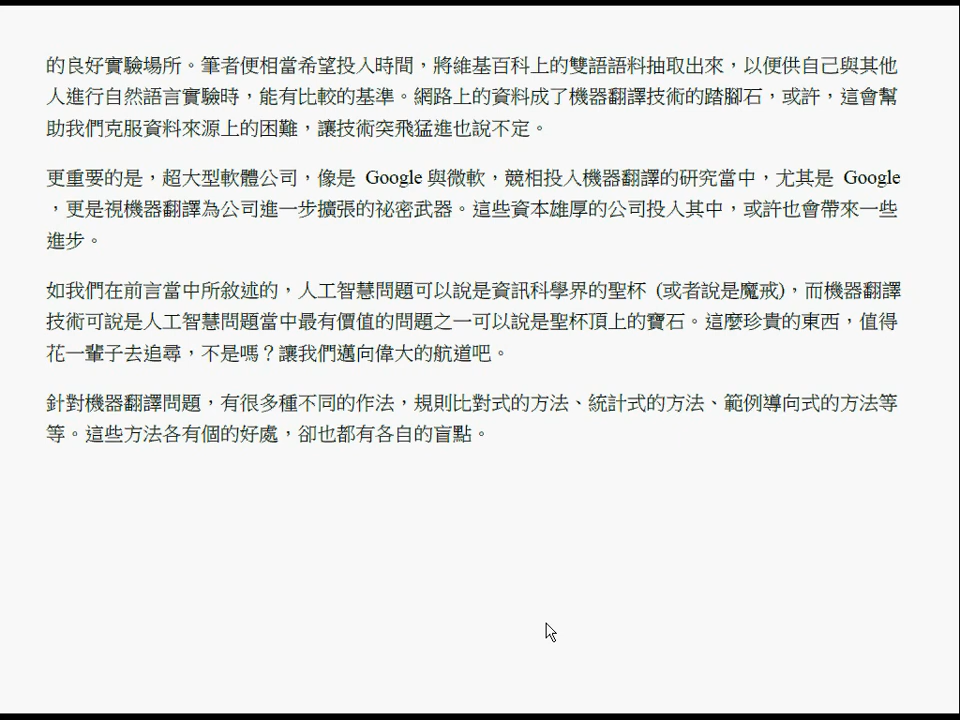 的良好實驗場所。筆者便相當希望投入時間，將維基百科上的雙語語料抽取出來，以便供自己與其他
人進行自然語言實驗時，能有比較的基準。網路上的資料成了機器翻譯技術的踏腳石，或許，這會幫
助我們克服資料來源上的困難，讓技術突飛猛進也說不定。
更重要的是，超大型軟體公司，像是 Google 與微軟，競相投入機器翻譯的研究當中，尤其是 Google
，更是視機器翻譯為公司進一步擴張的祕密武器。這些資本雄厚的公司投入其中，或許也會帶來一些
進步。
如我們在前言當中所敘述的，人工智慧問題可以說是資訊科學界的聖杯 (或者說是魔戒)，而機器翻譯
技術可說是人工智慧問題當中最有價值的問題之一可以說是聖杯頂上的寶石。這麼珍貴的東西，值得
花一輩子去追尋，不是嗎？讓我們邁向偉大的航道吧。
針對機器翻譯問題，有很多種不同的作法，規則比對式的方法、統計式的方法、範例導向式的方法等
等。這些方法各有個的好處，卻也都有各自的盲點。